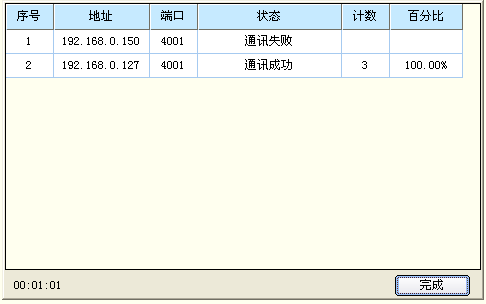 序号 地址 端口 状态 计数 百分比
1 192.168.0.150 4001 通讯失败
2 192.168.0.127 4001 通讯成功 3 100.00%
00:01:01 完成